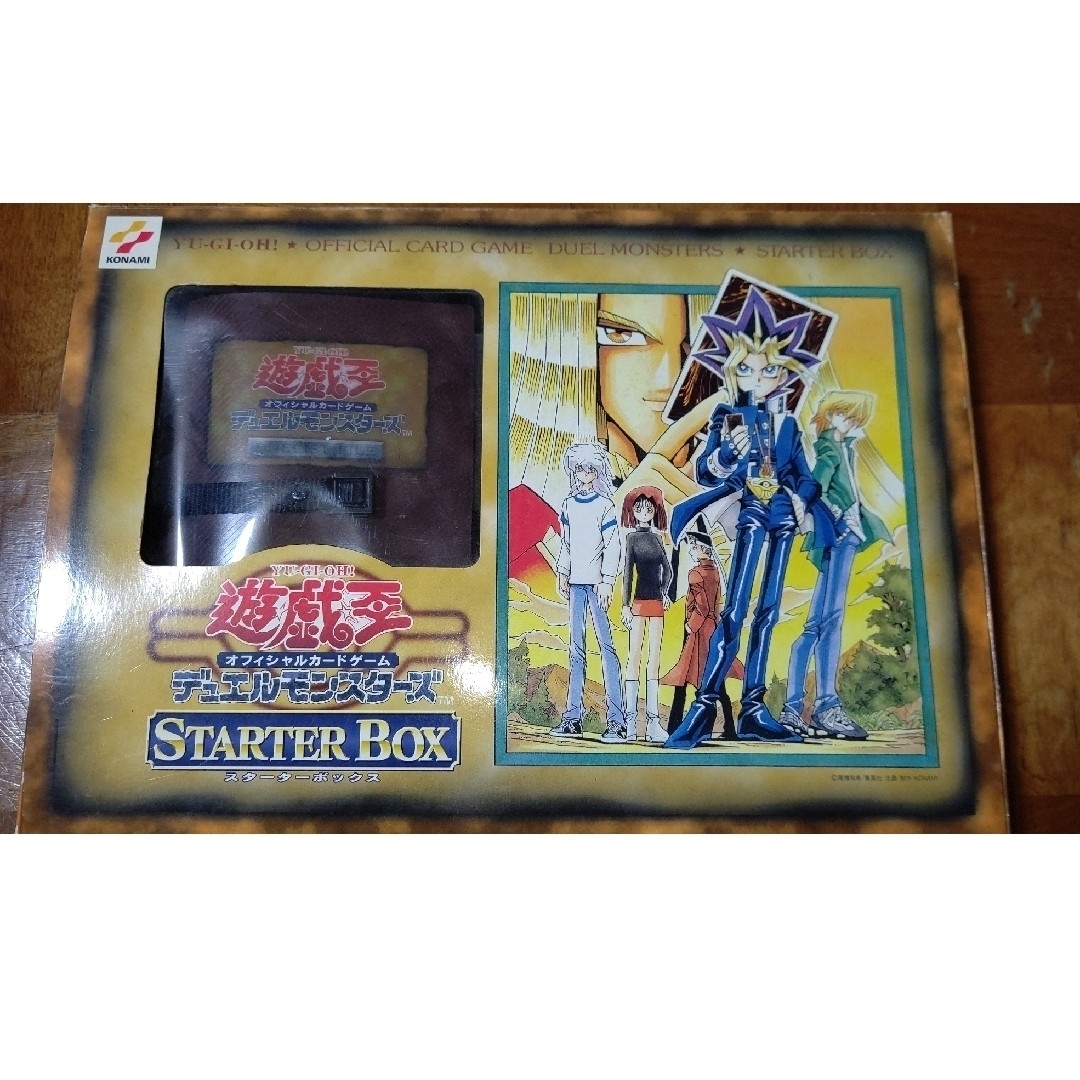 KONAMI
YU-GI-OH! ★ OFFICIAL CARD GAME DUEL MONSTERS ★ STARTER BOX
YU-GI-OH!
遊戯王
オフィシャルカードゲーム
デュエルモンスターズ™
YU-GI-OH!
遊戯王
オフィシャルカードゲーム
デュエルモンスターズ™
STARTER BOX
スターターボックス